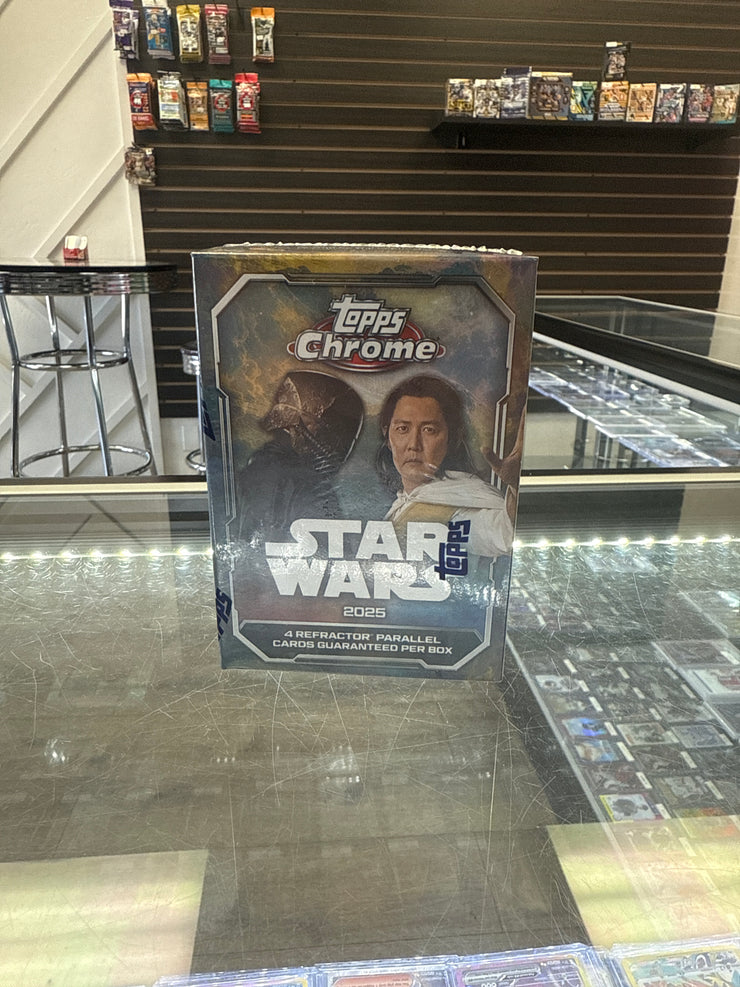 topps
Chrome
STAR
WARS
topps
2025
4 REFRACTOR PARALLEL
CARDS GUARANTEED PER BOX